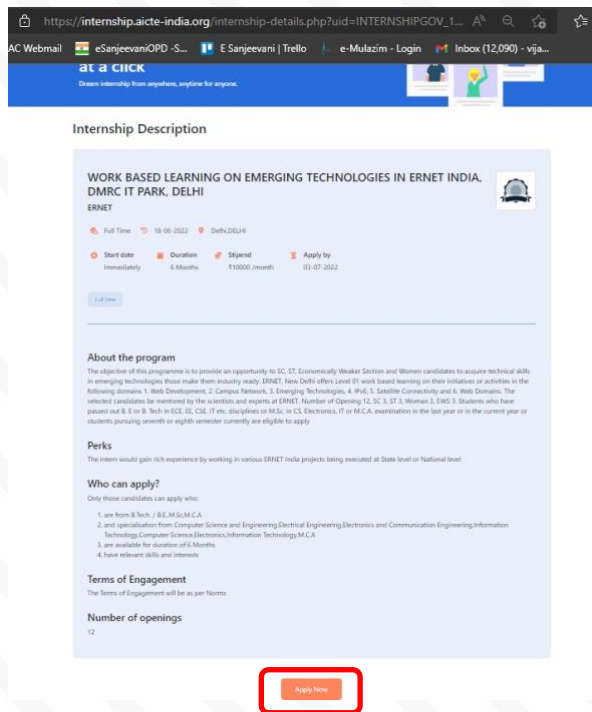 https://internship.aicte-india.org/internship-details.php?uid=INTERNSHIPGOV_1...
AC Webmail eSanjeevaniOPD -S... E Sanjeevani | Trello e-Mulazim - Login Inbox (12,090) - vija...
at a click
Dream internship from anywhere, anytime for anyone.
Internship Description
WORK BASED LEARNING ON EMERGING TECHNOLOGIES IN ERNET INDIA,
DMRC IT PARK, DELHI
ERNET
Full Time 18-06-2022 Delhi,DELHI
Start date Duration Stipend Apply by
Immediately 6 Months ₹10000 /month 03-07-2022
Full Time
About the program
The objective of this programme is to provide an opportunity to SC, ST, Economically Weaker Section and Women candidates to acquire technical skills
in emerging technologies those make them industry ready. ERNET, New Delhi offers Level 01 work based learning on their initiatives or activities in the
following domains 1. Web Development, 2. Campus Network, 3. Emerging Technologies, 4. IPv6, 5. Satellite Connectivity and 6. Web Domains. The
selected candidates be mentored by the scientists and experts at ERNET. Number of Opening 12, SC 3, ST 3, Woman 3, EWS 3. Students who have
passed out B. E or B. Tech in ECE, EE, CSE, IT etc. disciplines or M.Sc. in CS, Electronics, IT or M.C.A. examination in the last year or in the current year or
students pursuing seventh or eighth semester currently are eligible to apply
Perks
The intern would gain rich experience by working in various ERNET India projects being executed at State level or National level
Who can apply?
Only those candidates can apply who:
1. are from B.Tech. / B.E.,M.Sc,M.C.A
2. and specialisation from Computer Science and Engineering,Electrical Engineering,Electronics and Communication Engineering,Information
Technology,Computer Science,Electronics,Information Technology,M.C.A
3. are available for duration of 6 Months
4. have relevant skills and interests
Terms of Engagement
The Terms of Engagement will be as per Norms
Number of openings
12
Apply Now